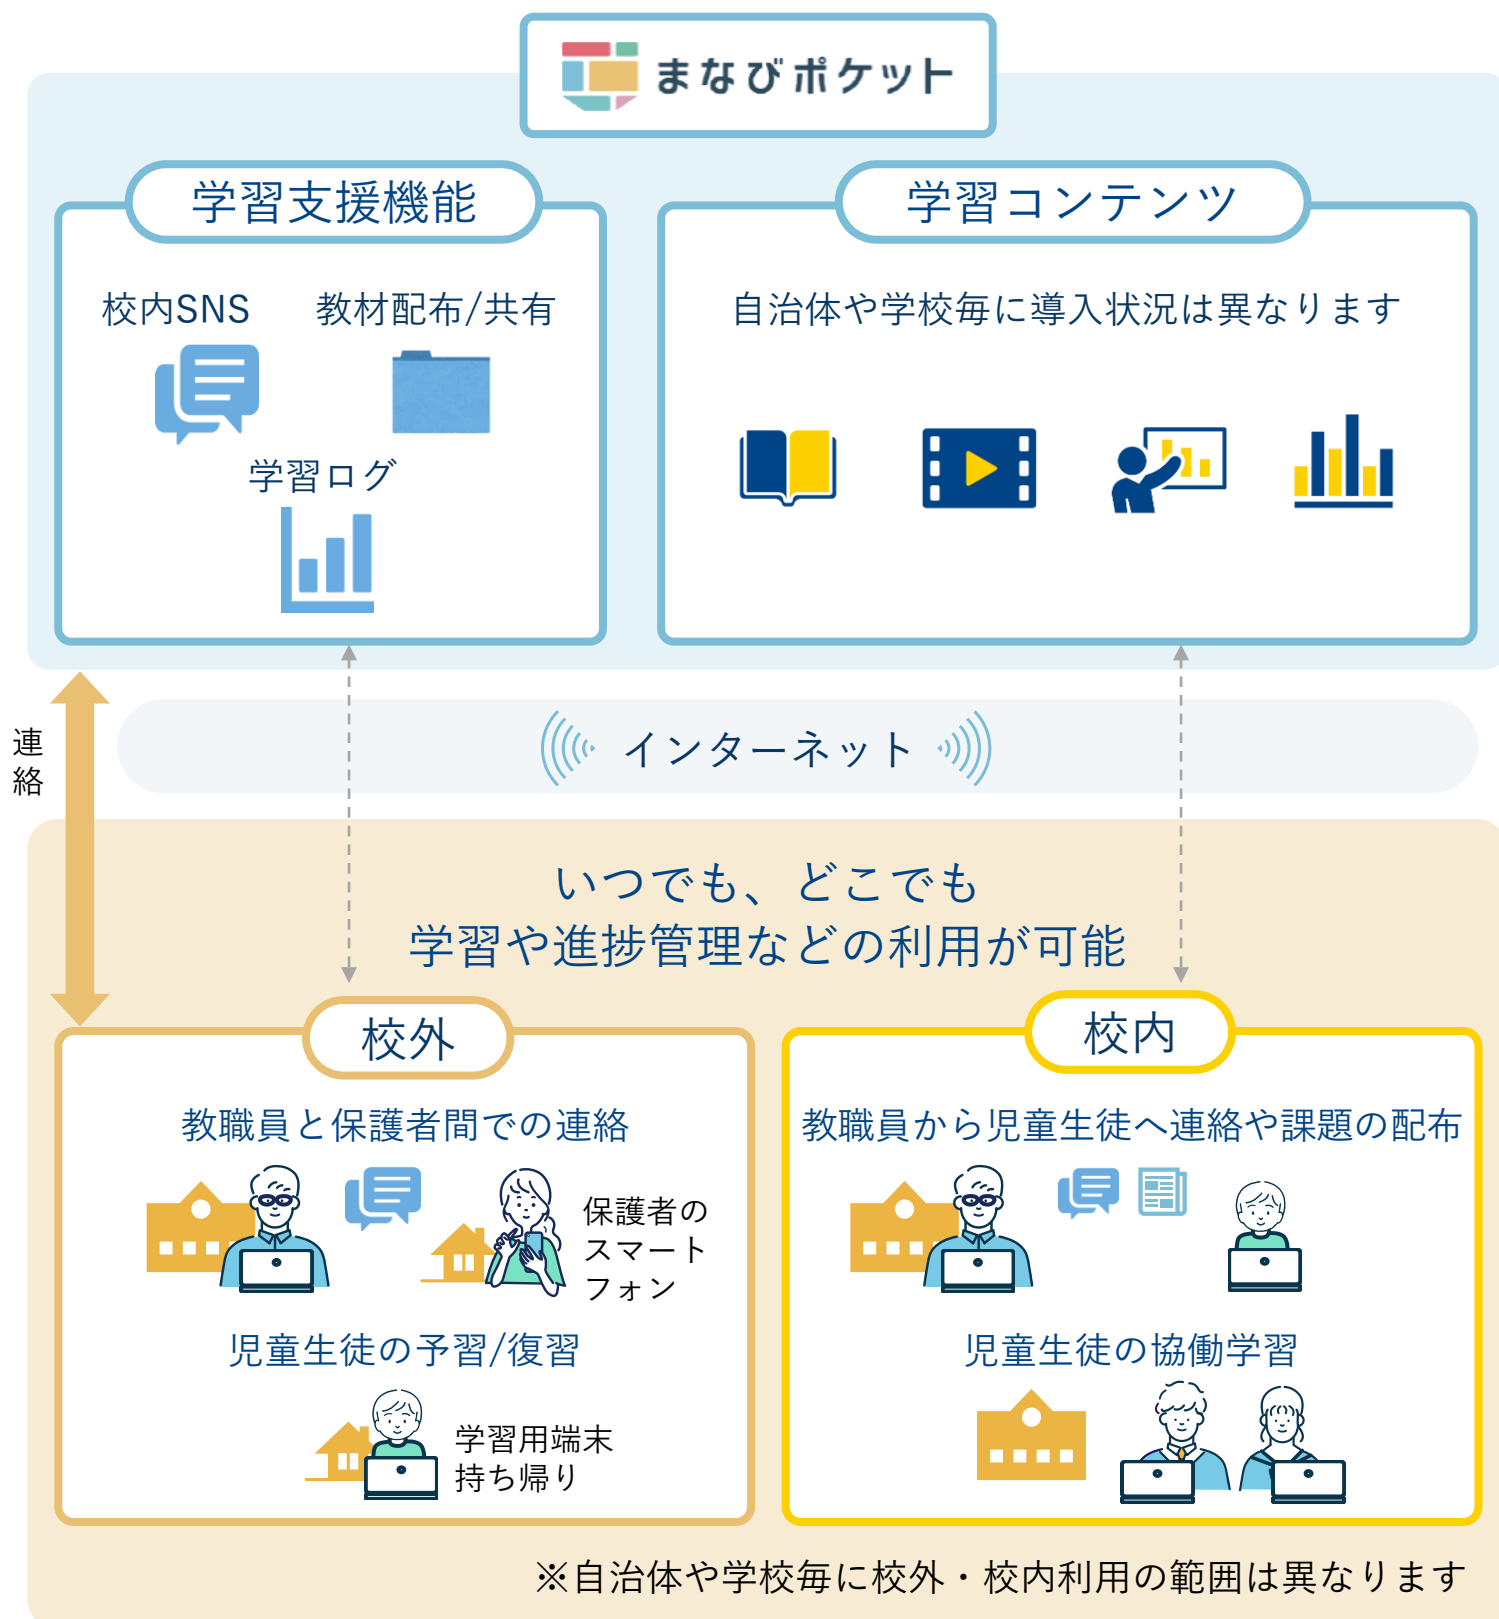 まなびポケット
学習支援機能
校内SNS
教材配布/共有
学習ログ
学習コンテンツ
自治体や学校毎に導入状況は異なります
連絡
インターネット
いつでも、どこでも
学習や進捗管理などの利用が可能
校外
教職員と保護者間での連絡
保護者の
スマート
フォン
児童生徒の予習/復習
学習用端末
持ち帰り
校内
教職員から児童生徒へ連絡や課題の配布
児童生徒の協働学習
※自治体や学校毎に校外・校内利用の範囲は異なります